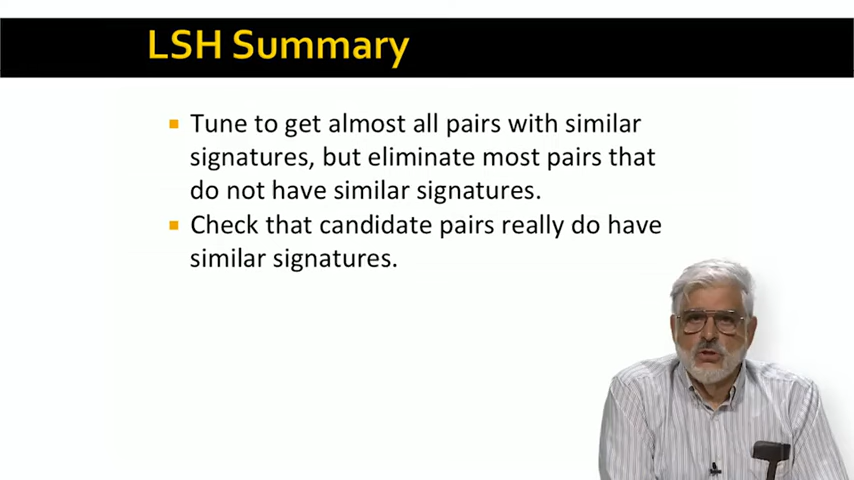 LSH Summary
Tune to get almost all pairs with similar
signatures, but eliminate most pairs that
do not have similar signatures.
Check that candidate pairs really do have
similar signatures.